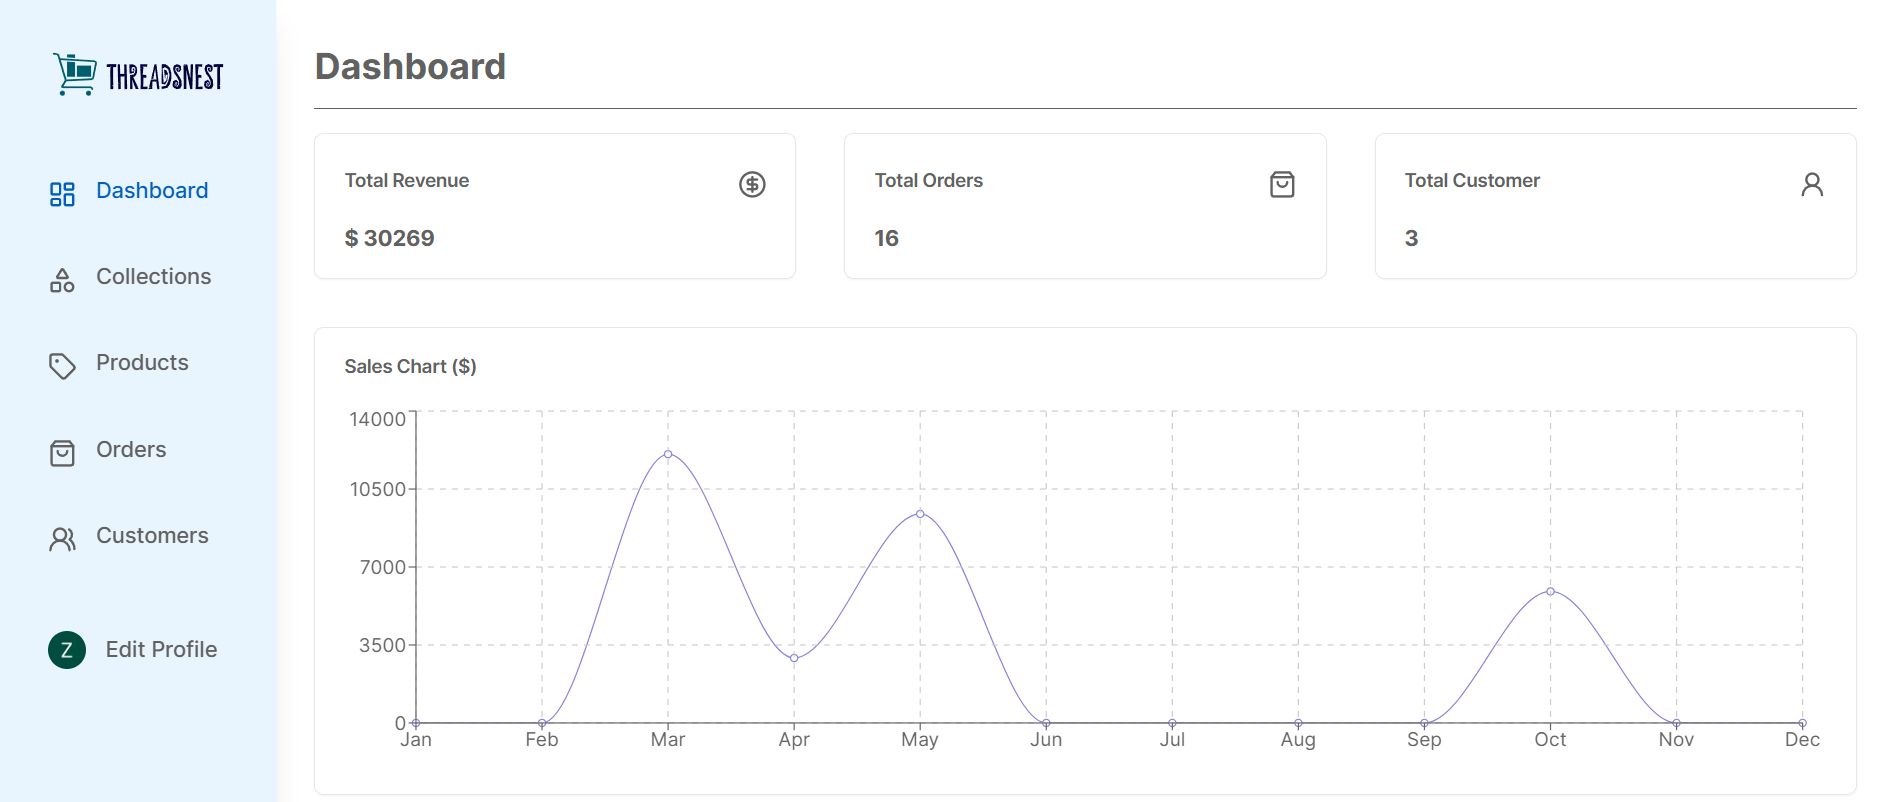 THREADSNEST
Dashboard
Collections
Products
Orders
Customers
Z Edit Profile
Dashboard
Total Revenue
$ 30269
Total Orders
16
Total Customer
3
Sales Chart ($)
14000
10500
7000
3500
0
Jan Feb Mar Apr May Jun Jul Aug Sep Oct Nov Dec